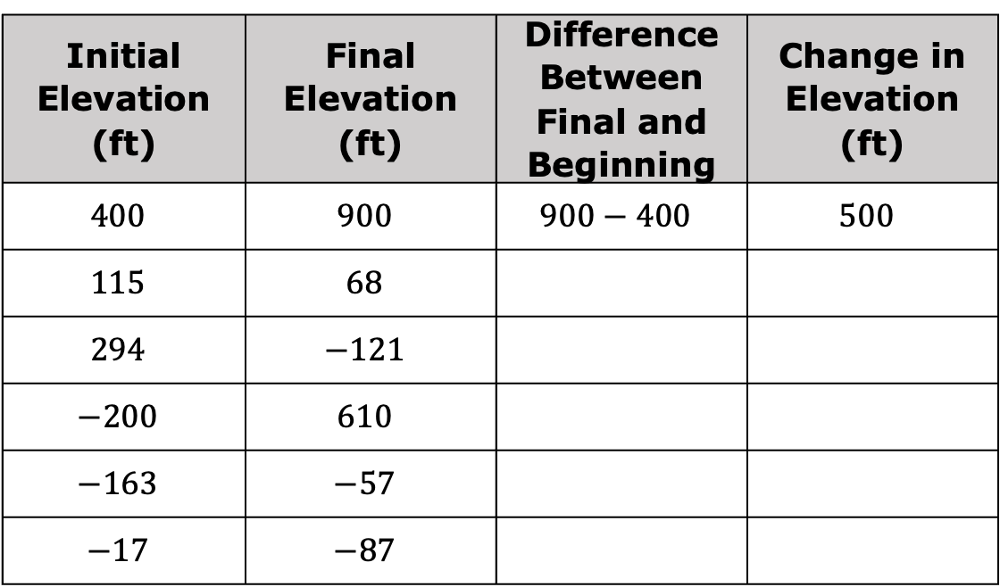 Initial Elevation (ft) Final Elevation (ft) Difference Between Final and Beginning Change in Elevation (ft)
400 900 900 − 400 500
115 68
294 −121
−200 610
−163 −57
−17 −87